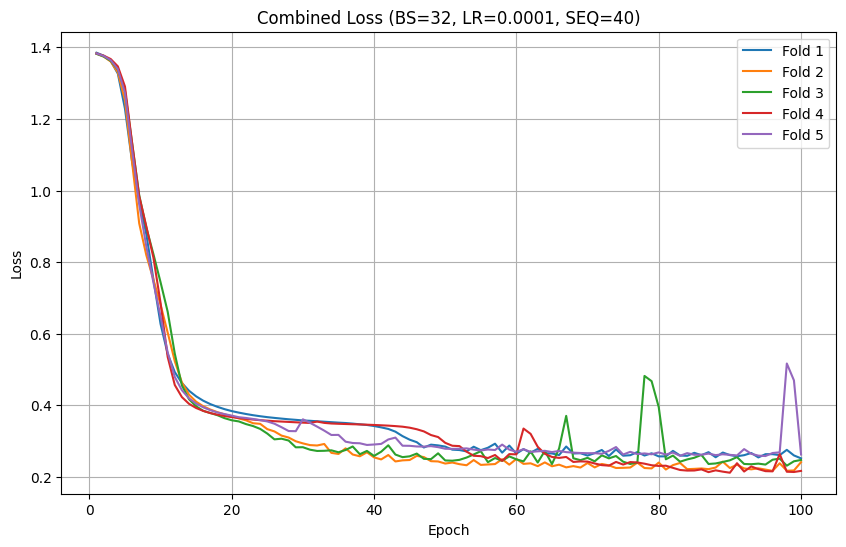 Combined Loss (BS=32, LR=0.0001, SEQ=40)
Loss
1.4
1.2
1.0
0.8
0.6
0.4
0.2
Fold 1
Fold 2
Fold 3
Fold 4
Fold 5
0 20 40 60 80 100
Epoch